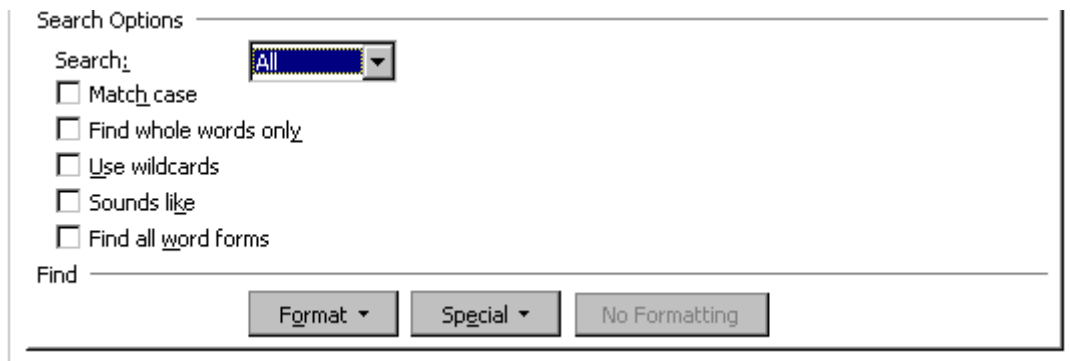 Search Options
Search: All
Match case
Find whole words only
Use wildcards
Sounds like
Find all word forms
Find
Format Special No Formatting